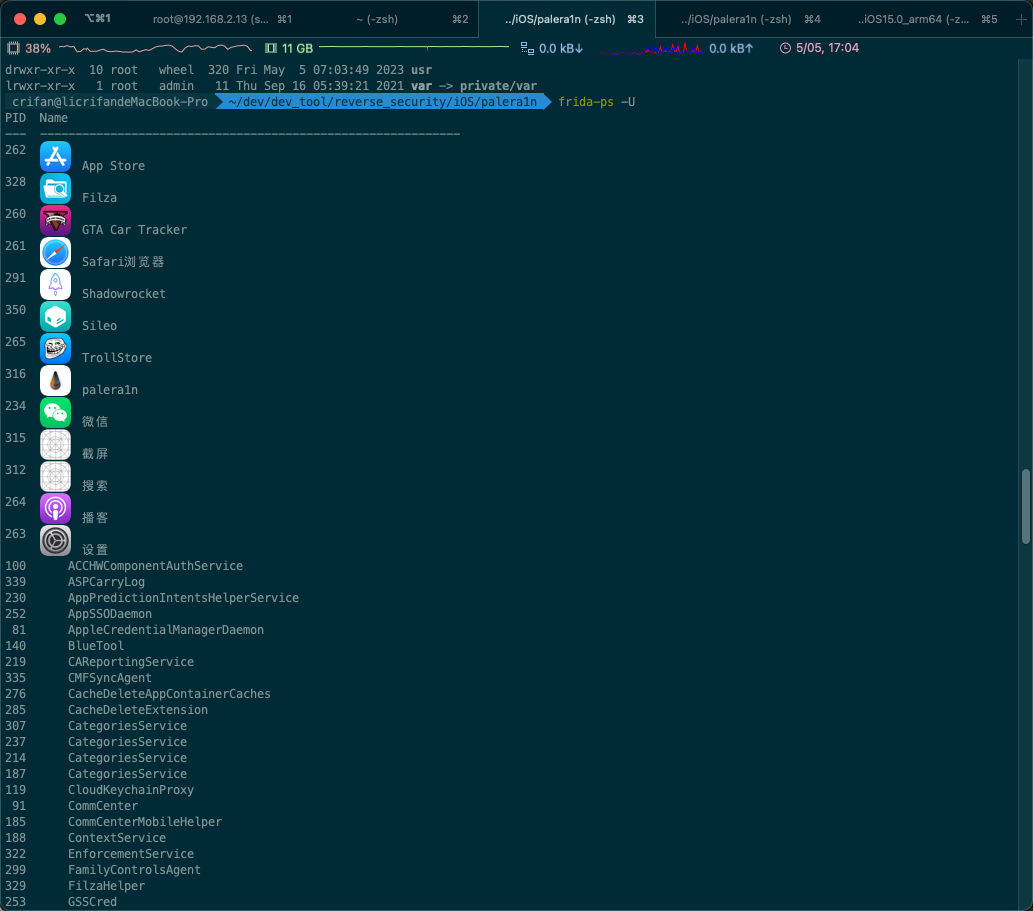 ⌥⌘1 root@192.168.2.13 (s... ⌘1 ~ (-zsh) ⌘2 ../iOS/palera1n (-zsh) ⌘3 ../iOS/palera1n (-zsh) ⌘4 ..iOS15.0_arm64 (-z... ⌘5 +
38% 11 GB 0.0 kB↓ 0.0 kB↑ 5/05, 17:04
drwxr-xr-x 10 root wheel 320 Fri May 5 07:03:49 2023 usr
lrwxr-xr-x 1 root admin 11 Thu Sep 16 05:39:21 2021 var -> private/var
crifan@licrifandeMacBook-Pro ~/dev/dev_tool/reverse_security/iOS/palera1n frida-ps -U
PID Name
--- ------------------------------------------------------------
262 App Store
328 Filza
260 GTA Car Tracker
261 Safari浏览器
291 Shadowrocket
350 Sileo
265 TrollStore
316 palera1n
234 微信
315 截屏
312 搜索
264 播客
263 设置
100 ACCHWComponentAuthService
339 ASPCarryLog
230 AppPredictionIntentsHelperService
252 AppSSODaemon
81 AppleCredentialManagerDaemon
140 BlueTool
219 CAReportingService
335 CMFSyncAgent
276 CacheDeleteAppContainerCaches
285 CacheDeleteExtension
307 CategoriesService
237 CategoriesService
214 CategoriesService
187 CategoriesService
119 CloudKeychainProxy
91 CommCenter
185 CommCenterMobileHelper
188 ContextService
322 EnforcementService
299 FamilyControlsAgent
329 FilzaHelper
253 GSSCred